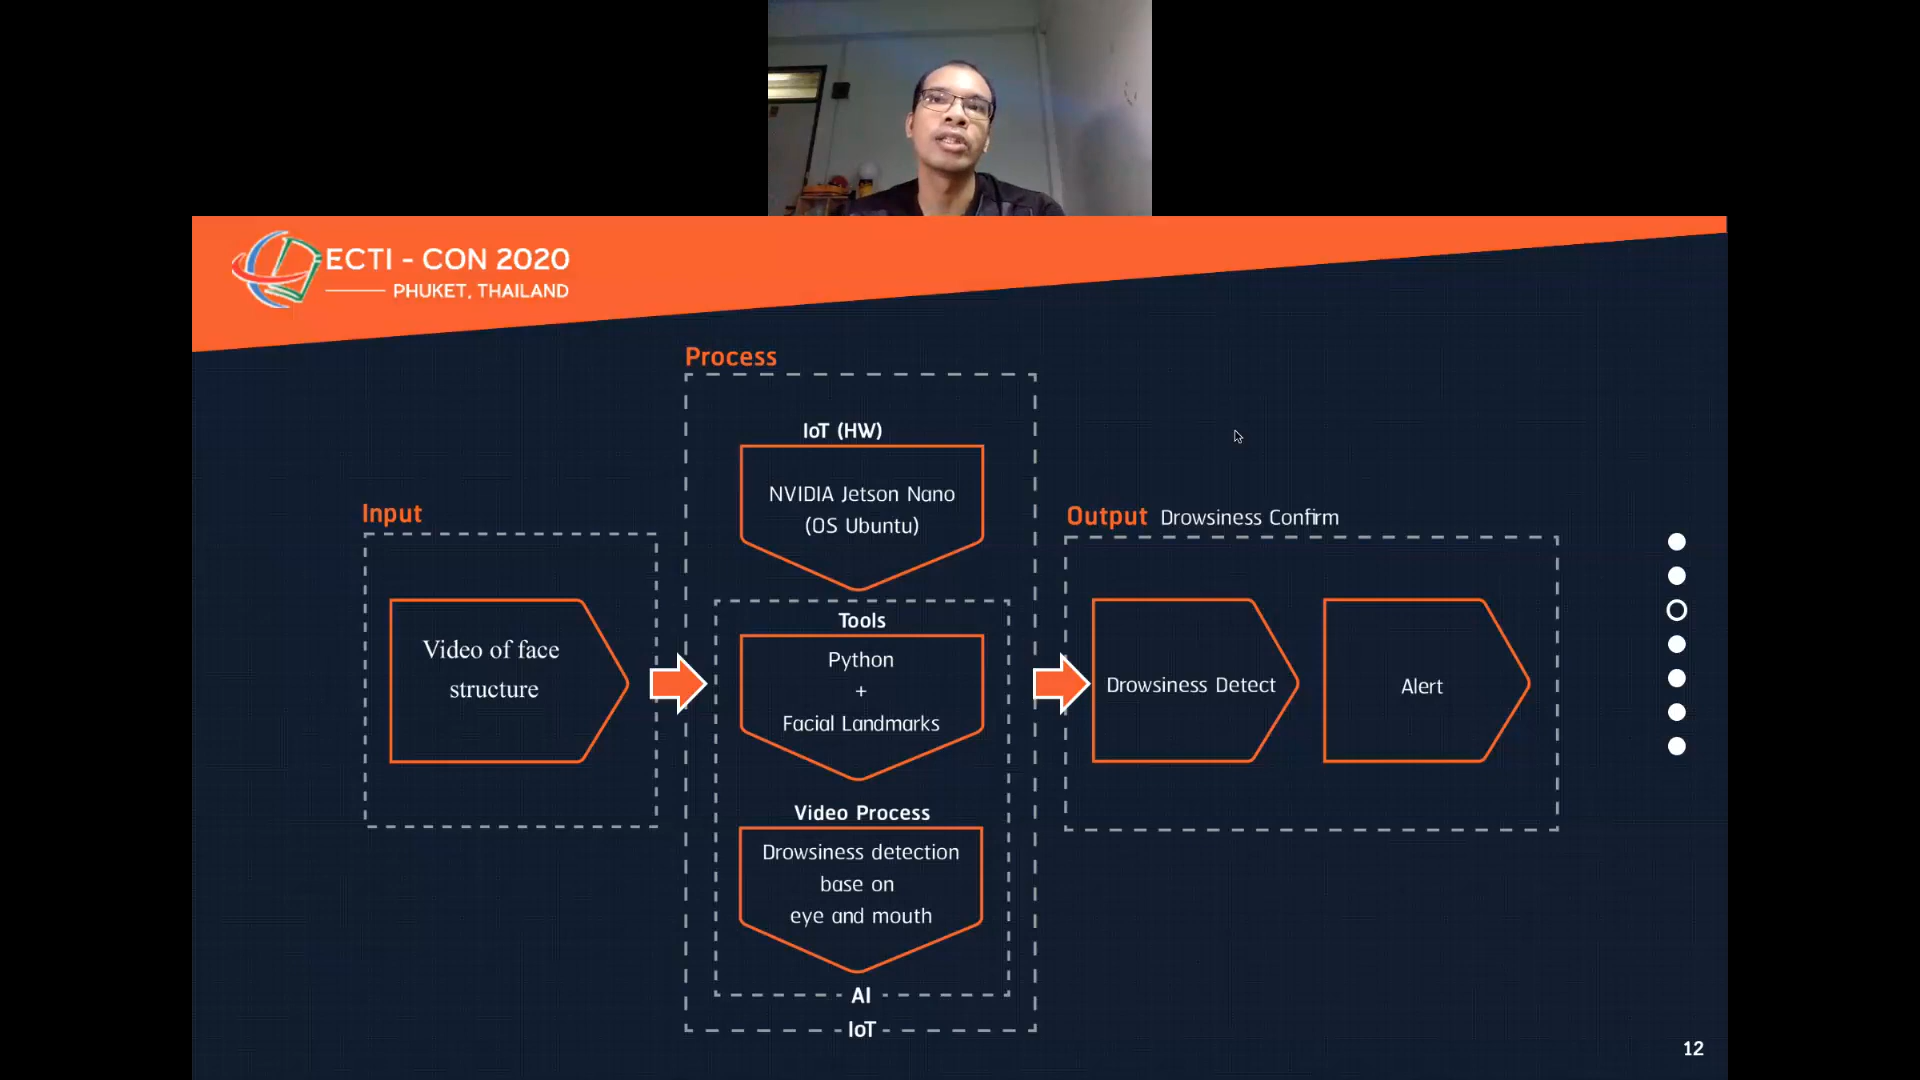 ECTI - CON 2020
PHUKET, THAILAND
Process
IoT (HW)
NVIDIA Jetson Nano
(OS Ubuntu)
Input
Video of face
structure
Tools
Python
+
Facial Landmarks
Video Process
Drowsiness detection
base on
eye and mouth
AI
IoT
Output Drowsiness Confirm
Drowsiness Detect
Alert
12